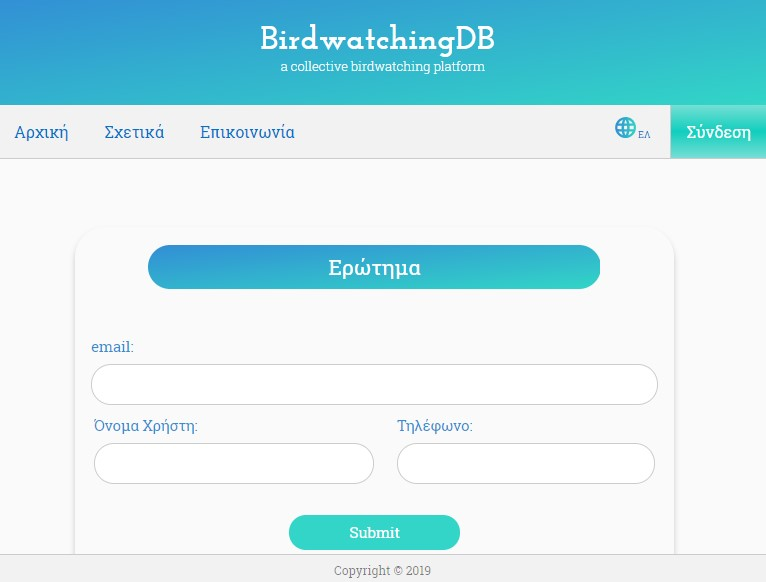 BirdwatchingDB
a collective birdwatching platform
Αρχική Σχετικά Επικοινωνία ΕΛ Σύνδεση
Ερώτημα
email:
Όνομα Χρήστη: Τηλέφωνο:
Submit
Copyright © 2019